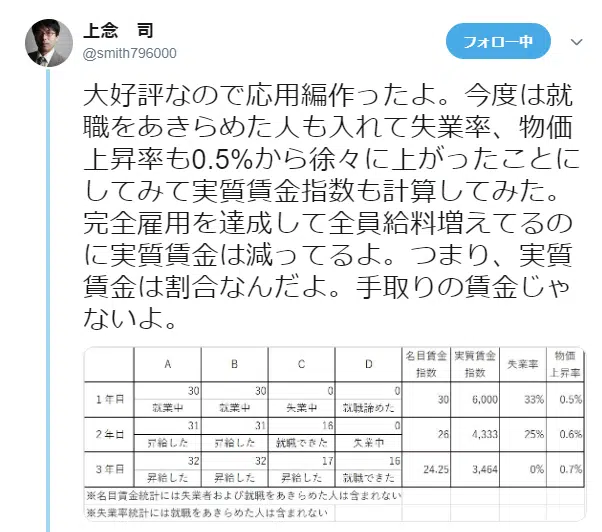 上念 司
@smith796000
フォロー中
大好評なので応用編作ったよ。今度は就
職をあきらめた人も入れて失業率、物価
上昇率も0.5%から徐々に上がったことに
してみて実質賃金指数も計算してみた。
完全雇用を達成して全員給料増えてるの
に実質賃金は減ってるよ。つまり、実質
賃金は割合なんだよ。手取りの賃金じゃ
ないよ。
A B C D 名目賃金指数 実質賃金指数 失業率 物価上昇率
1年目 30 30 0 0 30 6,000 33% 0.5%
就業中 就業中 失業中 就職諦めた
2年目 31 31 16 0 26 4,333 25% 0.6%
昇給した 昇給した 就職できた 失業中
3年目 32 32 17 16 24.25 3,464 0% 0.7%
昇給した 昇給した 昇給した 就職できた
※名目賃金統計には失業者および就職をあきらめた人は含まれない
※失業率統計には就職をあきらめた人は含まれない